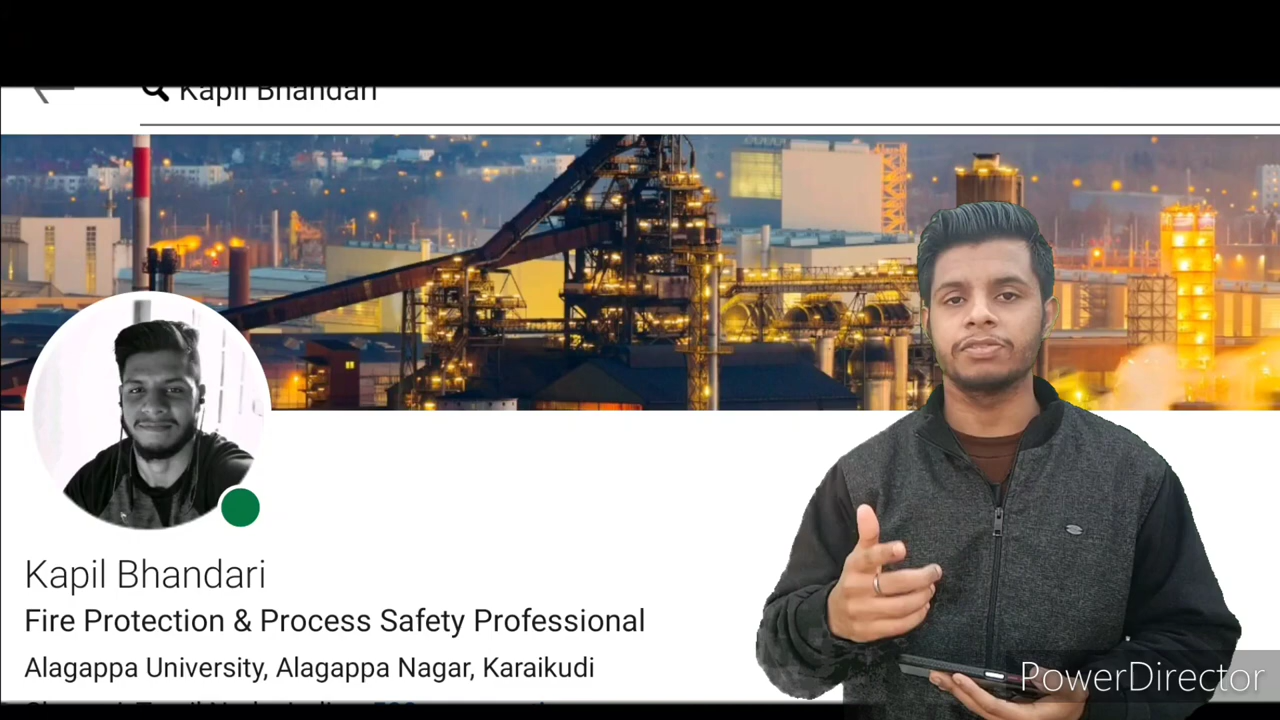 Kapil Bhandari
Kapil Bhandari
Fire Protection & Process Safety Professional
Alagappa University, Alagappa Nagar, Karaikudi
PowerDirector